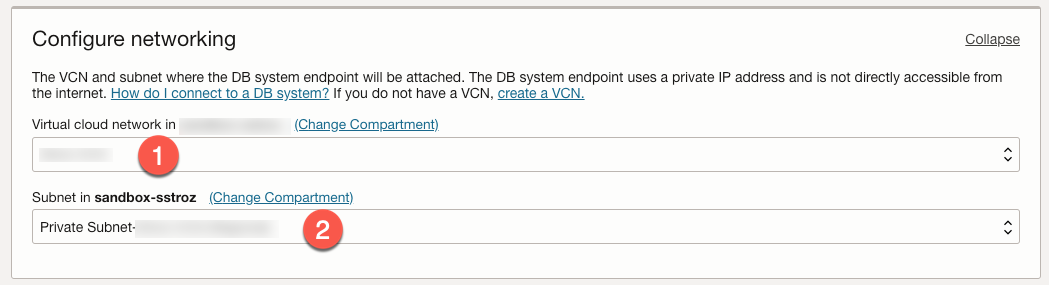 Configure networking
Collapse
The VCN and subnet where the DB system endpoint will be attached. The DB system endpoint uses a private IP address and is not directly accessible from
the internet. How do I connect to a DB system? If you do not have a VCN, create a VCN.
Virtual cloud network in (Change Compartment)
1
Subnet in sandbox-sstroz (Change Compartment)
Private Subnet-
2